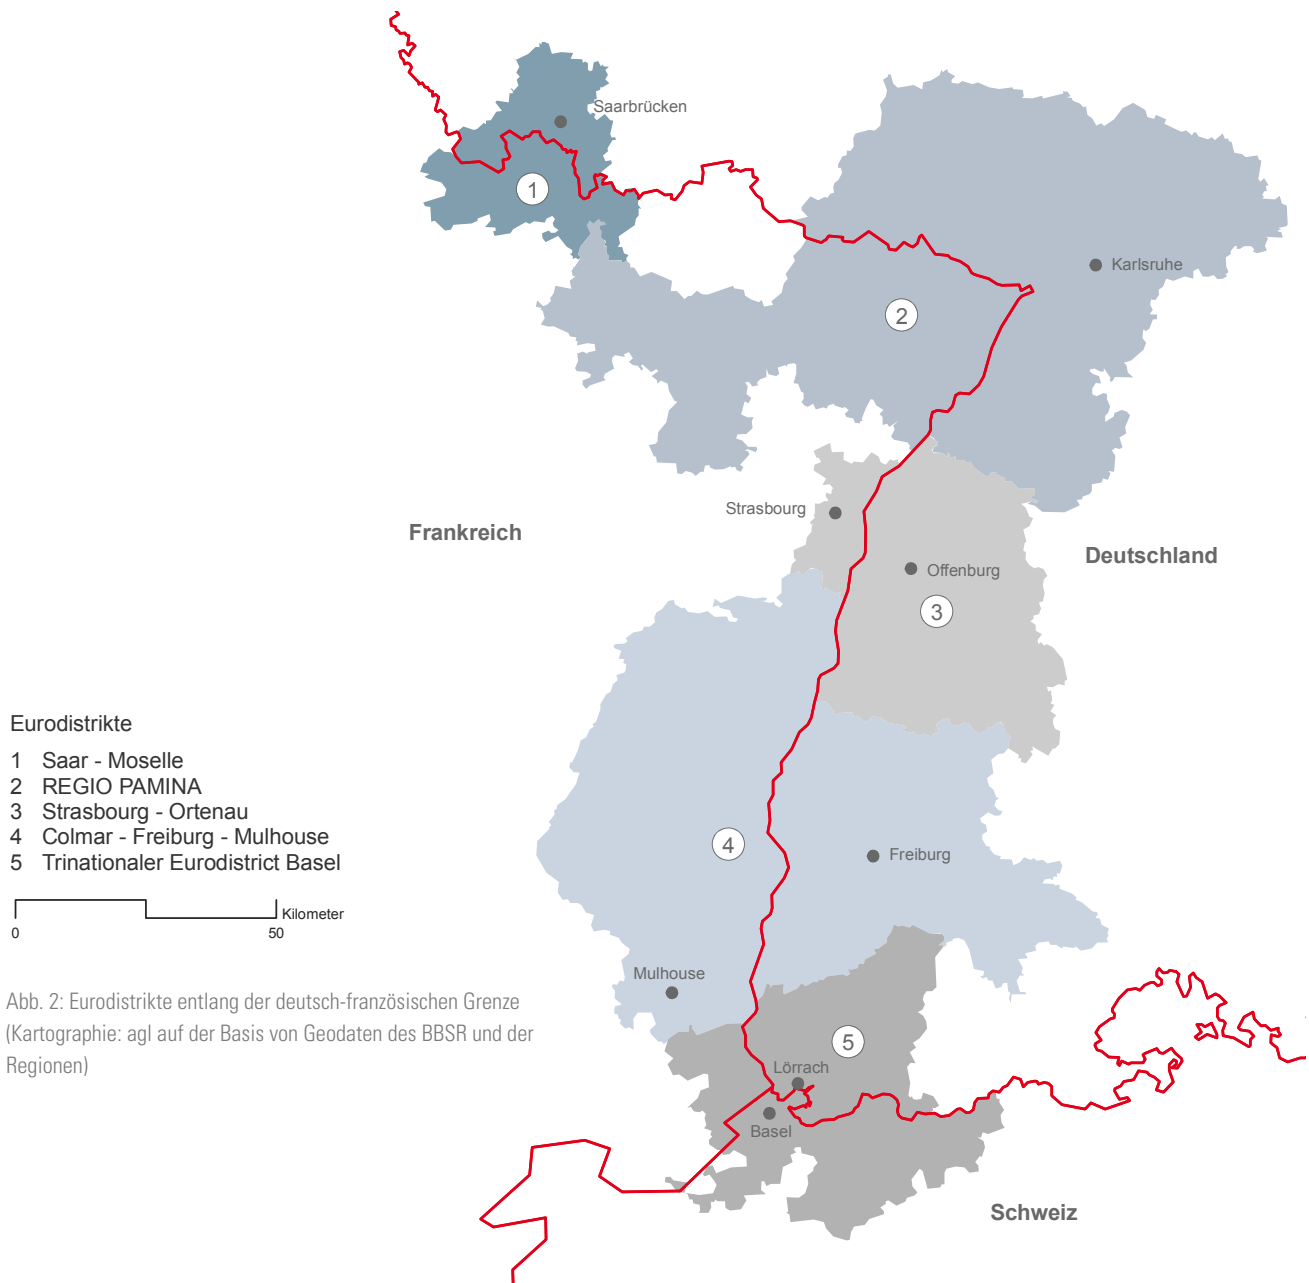 Saarbrücken
1
Karlsruhe
2
Strasbourg
Frankreich
Deutschland
Offenburg
3
Eurodistrikte
1 Saar - Moselle
2 REGIO PAMINA
3 Strasbourg - Ortenau
4 Colmar - Freiburg - Mulhouse
5 Trinationaler Eurodistrict Basel
4
Freiburg
Kilometer
0 50
Mulhouse
Abb. 2: Eurodistrikte entlang der deutsch-französischen Grenze
(Kartographie: agl auf der Basis von Geodaten des BBSR und der
Regionen)
5
Lörrach
Basel
Schweiz